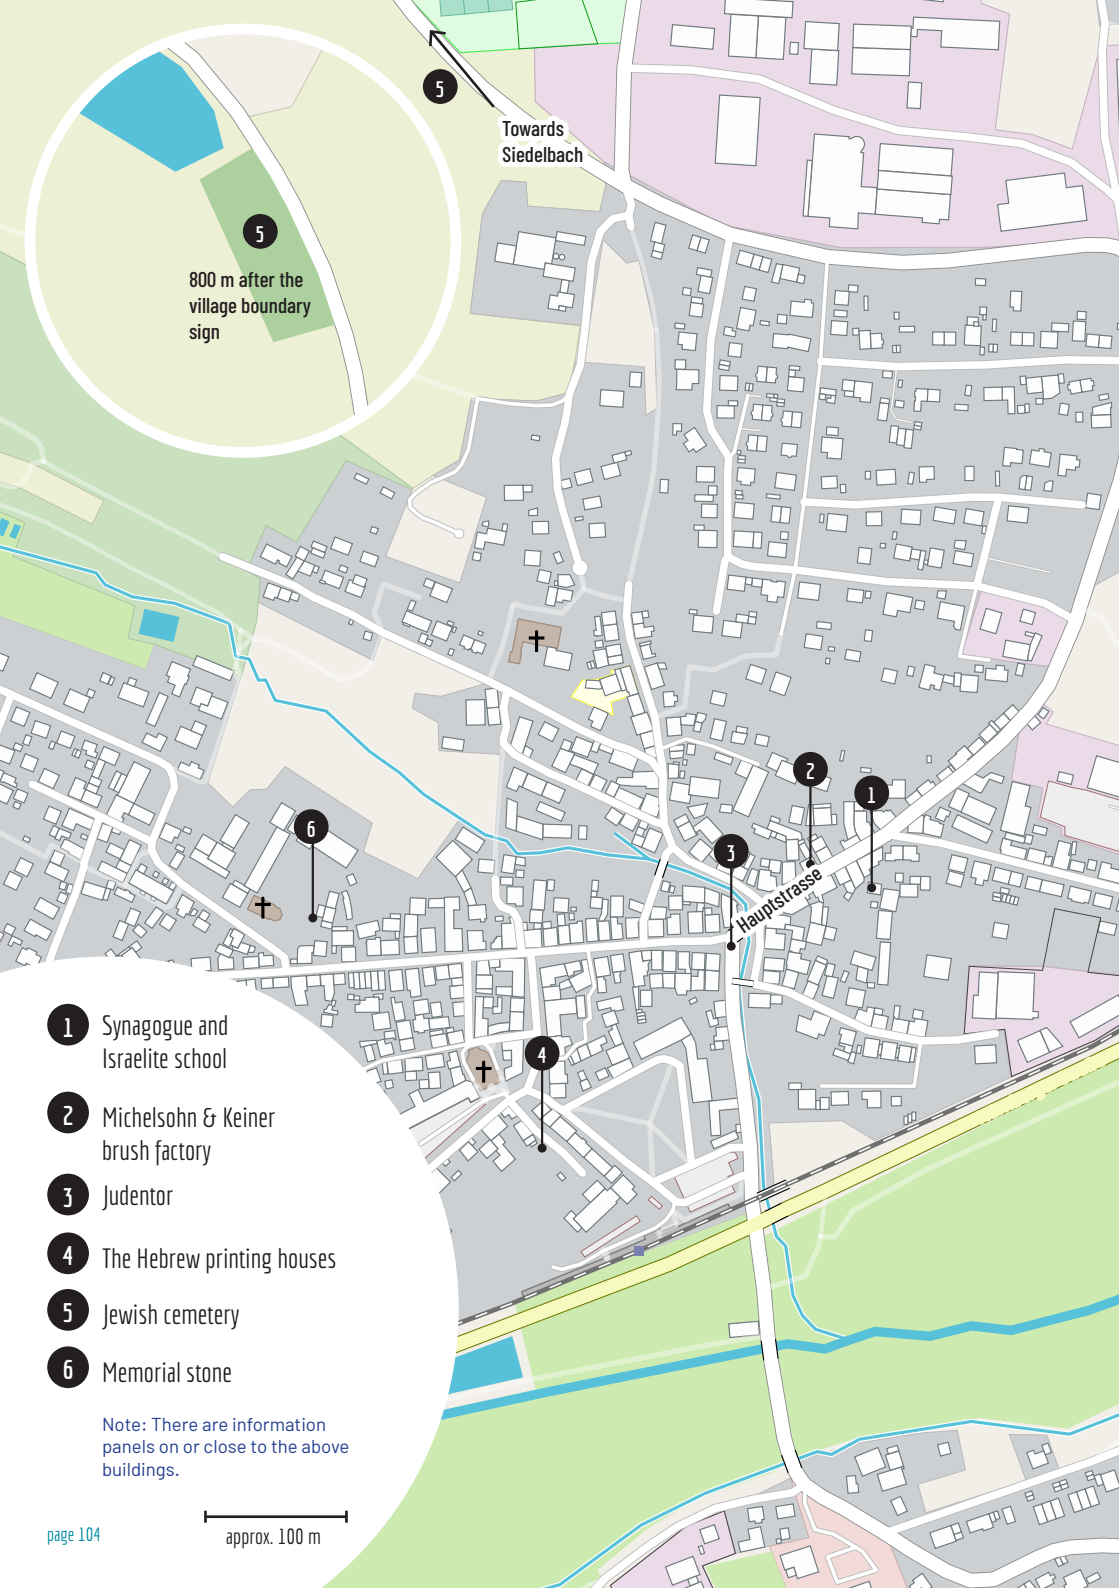 5
Towards
Siedelbach
5
800 m after the
village boundary
sign
2
1
6
3
Hauptstrasse
4
1 Synagogue and
Israelite school
2 Michelsohn & Keiner
brush factory
3 Judentor
4 The Hebrew printing houses
5 Jewish cemetery
6 Memorial stone
Note: There are information
panels on or close to the above
buildings.
page 104
approx. 100 m